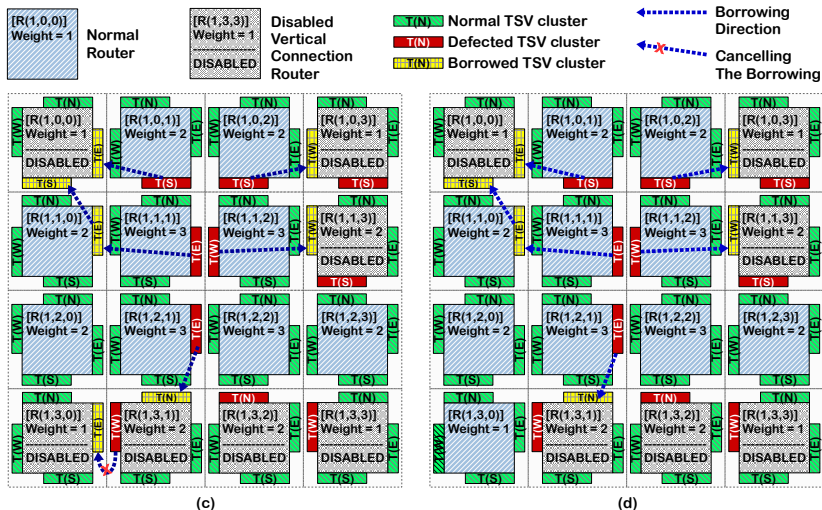 [R(1,0,0)]
Weight = 1
Normal
Router
[R(1,3,3)]
Weight = 1
DISABLED
Disabled
Vertical
Connection
Router
T(N) Normal TSV cluster
T(N) Defected TSV cluster
T(N) Borrowed TSV cluster
Borrowing
Direction
Cancelling
The Borrowing
T(N)
T(W)
[R(1,0,0)]
Weight = 1
T(E)
DISABLED
T(S)
T(N)
T(W)
[R(1,0,1)]
Weight = 2
T(E)
T(S)
T(N)
[R(1,0,2)]
Weight = 2
T(E)
T(S)
T(N)
T(W)
[R(1,0,3)]
Weight = 1
T(E)
DISABLED
T(S)
T(N)
T(W)
[R(1,1,0)]
Weight = 2
T(E)
T(S)
T(N)
T(W)
[R(1,1,1)]
Weight = 3
T(E)
T(S)
T(N)
T(W)
[R(1,1,2)]
Weight = 3
T(E)
T(S)
T(N)
T(W)
[R(1,1,3)]
Weight = 2
T(E)
DISABLED
T(S)
T(N)
T(W)
[R(1,2,0)]
Weight = 2
T(E)
T(S)
T(N)
T(W)
[R(1,2,1)]
Weight = 3
T(E)
T(S)
T(N)
T(W)
[R(1,2,2)]
Weight = 3
T(E)
T(S)
T(N)
T(W)
[R(1,2,3)]
Weight = 2
T(E)
T(S)
T(W)
[R(1,3,0)]
Weight = 1
T(E)
DISABLED
T(S)
T(N)
T(W)
[R(1,3,1)]
Weight = 2
T(E)
DISABLED
T(S)
T(N)
[R(1,3,2)]
Weight = 2
T(E)
DISABLED
T(S)
T(N)
T(W)
[R(1,3,3)]
Weight = 1
T(E)
DISABLED
T(S)
(c)
T(N)
T(W)
[R(1,0,0)]
Weight = 1
T(E)
DISABLED
T(S)
T(N)
T(W)
[R(1,0,1)]
Weight = 2
T(E)
T(S)
T(N)
[R(1,0,2)]
Weight = 2
T(E)
T(S)
T(N)
T(W)
[R(1,0,3)]
Weight = 1
T(E)
DISABLED
T(S)
T(N)
T(W)
[R(1,1,0)]
Weight = 2
T(E)
T(S)
T(N)
T(W)
[R(1,1,1)]
Weight = 3
T(E)
T(S)
T(N)
T(W)
[R(1,1,2)]
Weight = 3
T(E)
T(S)
T(N)
T(W)
[R(1,1,3)]
Weight = 2
T(E)
DISABLED
T(S)
T(N)
T(W)
[R(1,2,0)]
Weight = 2
T(E)
T(S)
T(N)
T(W)
[R(1,2,1)]
Weight = 3
T(E)
T(S)
T(N)
T(W)
[R(1,2,2)]
Weight = 3
T(E)
T(S)
T(N)
T(W)
[R(1,2,3)]
Weight = 2
T(E)
T(S)
[R(1,3,0)]
Weight = 1
T(E)
T(S)
T(N)
T(W)
[R(1,3,1)]
Weight = 2
T(E)
DISABLED
T(S)
T(N)
[R(1,3,2)]
Weight = 2
T(E)
DISABLED
T(S)
T(N)
T(W)
[R(1,3,3)]
Weight = 1
T(E)
DISABLED
T(S)
(d)